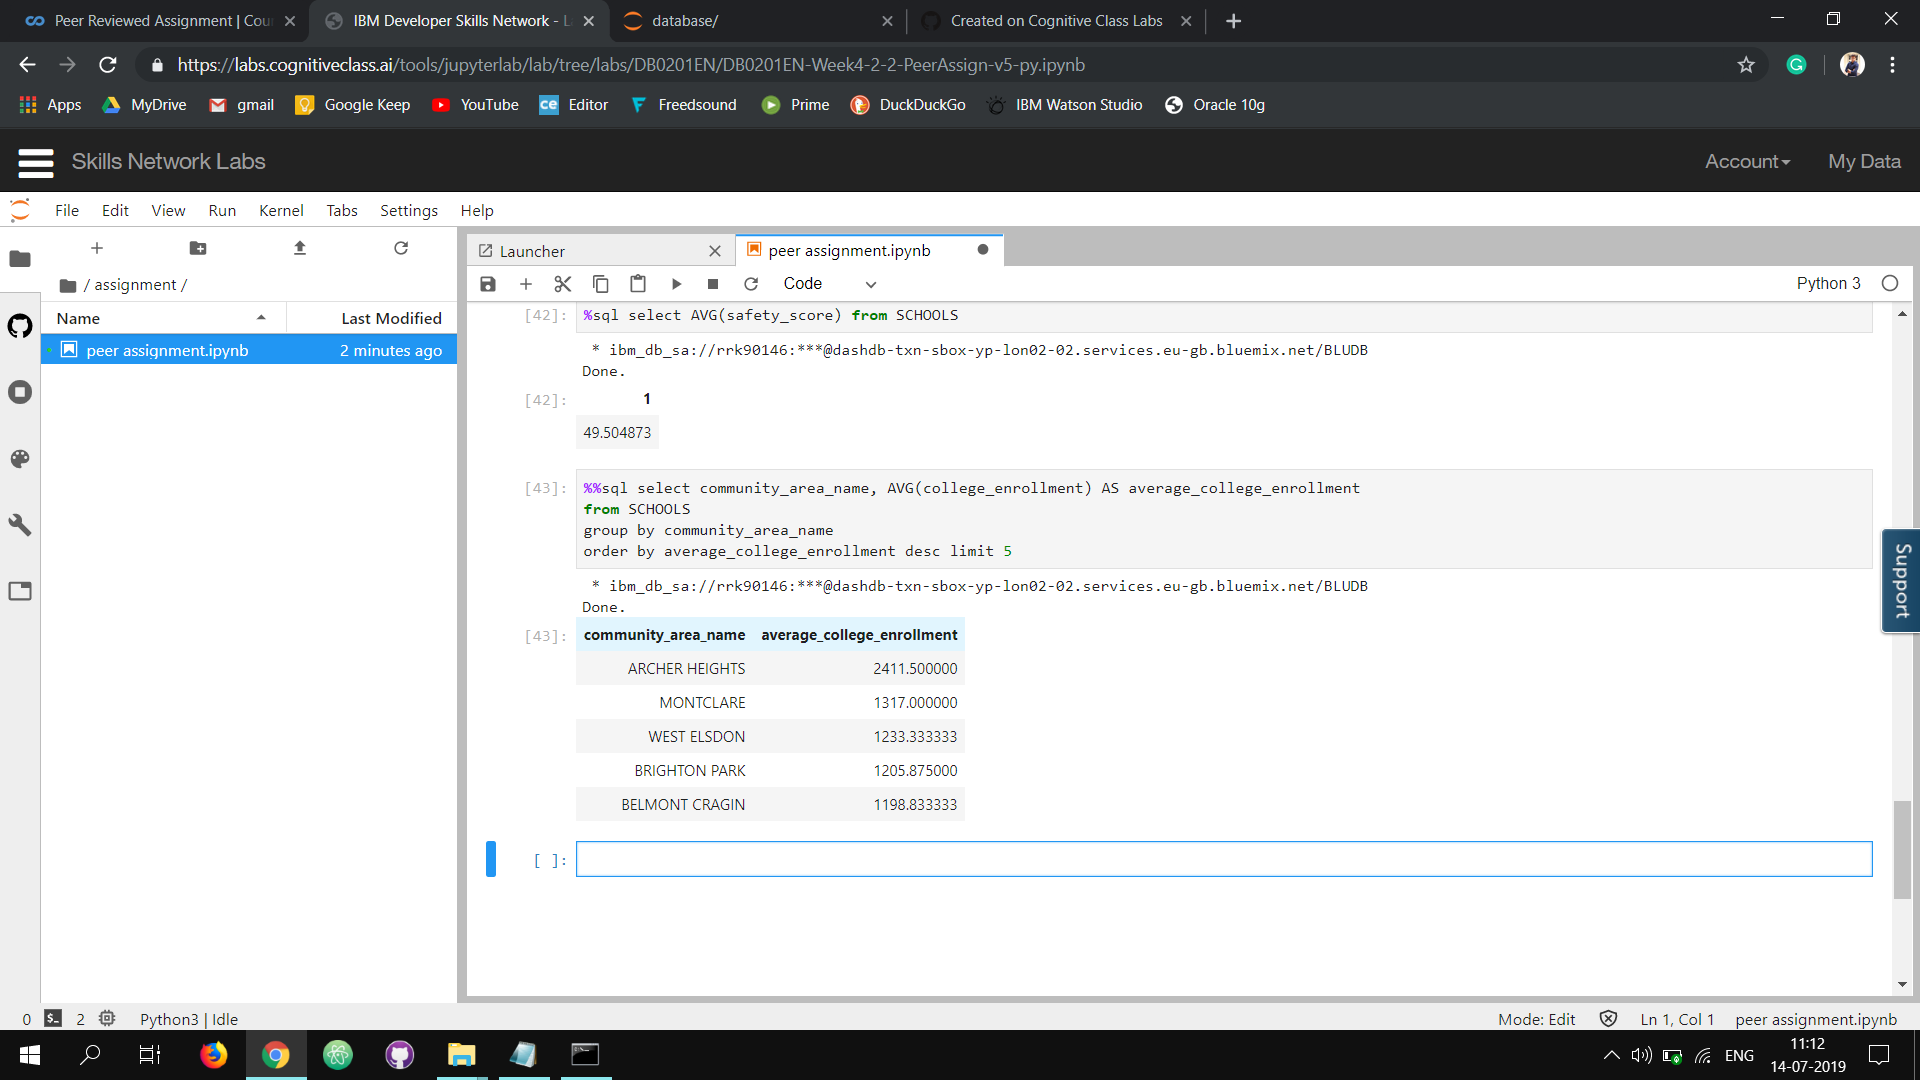 Peer Reviewed Assignment | Cou
IBM Developer Skills Network - L
database/
Created on Cognitive Class Labs
https://labs.cognitiveclass.ai/tools/jupyterlab/lab/tree/labs/DB0201EN/DB0201EN-Week4-2-2-PeerAssign-v5-py.ipynb
Apps MyDrive gmail Google Keep YouTube ce Editor Freedsound Prime DuckDuckGo IBM Watson Studio Oracle 10g
Skills Network Labs
Account
My Data
File Edit View Run Kernel Tabs Settings Help
/ assignment /
Name
Last Modified
peer assignment.ipynb
2 minutes ago
Launcher
peer assignment.ipynb
Code
Python 3
[42]: %sql select AVG(safety_score) from SCHOOLS
* ibm_db_sa://rrk90146:***@dashdb-txn-sbox-yp-lon02-02.services.eu-gb.bluemix.net/BLUDB
Done.
[42]: 1
49.504873
[43]: %%sql select community_area_name, AVG(college_enrollment) AS average_college_enrollment
from SCHOOLS
group by community_area_name
order by average_college_enrollment desc limit 5
* ibm_db_sa://rrk90146:***@dashdb-txn-sbox-yp-lon02-02.services.eu-gb.bluemix.net/BLUDB
Done.
[43]: community_area_name average_college_enrollment
ARCHER HEIGHTS 2411.500000
MONTCLARE 1317.000000
WEST ELSDON 1233.333333
BRIGHTON PARK 1205.875000
BELMONT CRAGIN 1198.833333
[ ]:
Support
0 $_ 2 Python3 | Idle
Mode: Edit Ln 1, Col 1 peer assignment.ipynb
ENG
11:12
14-07-2019